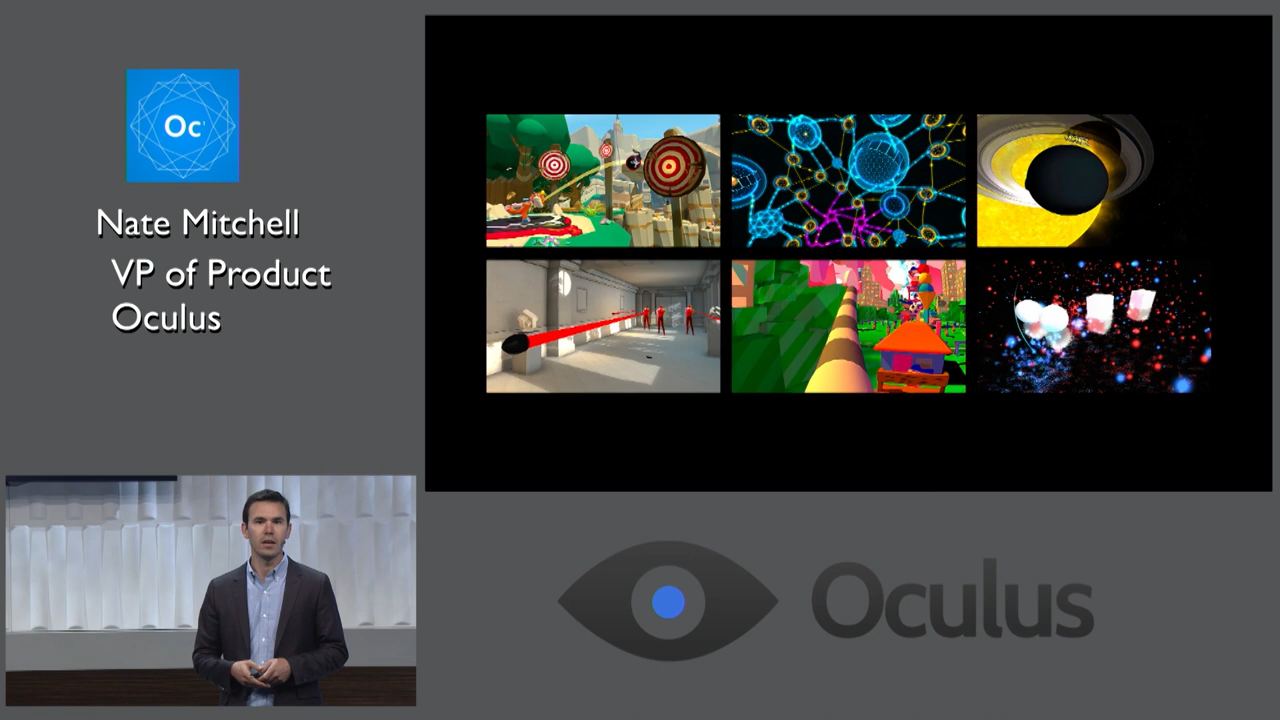 Oc
Nate Mitchell
VP of Product
Oculus
Oculus